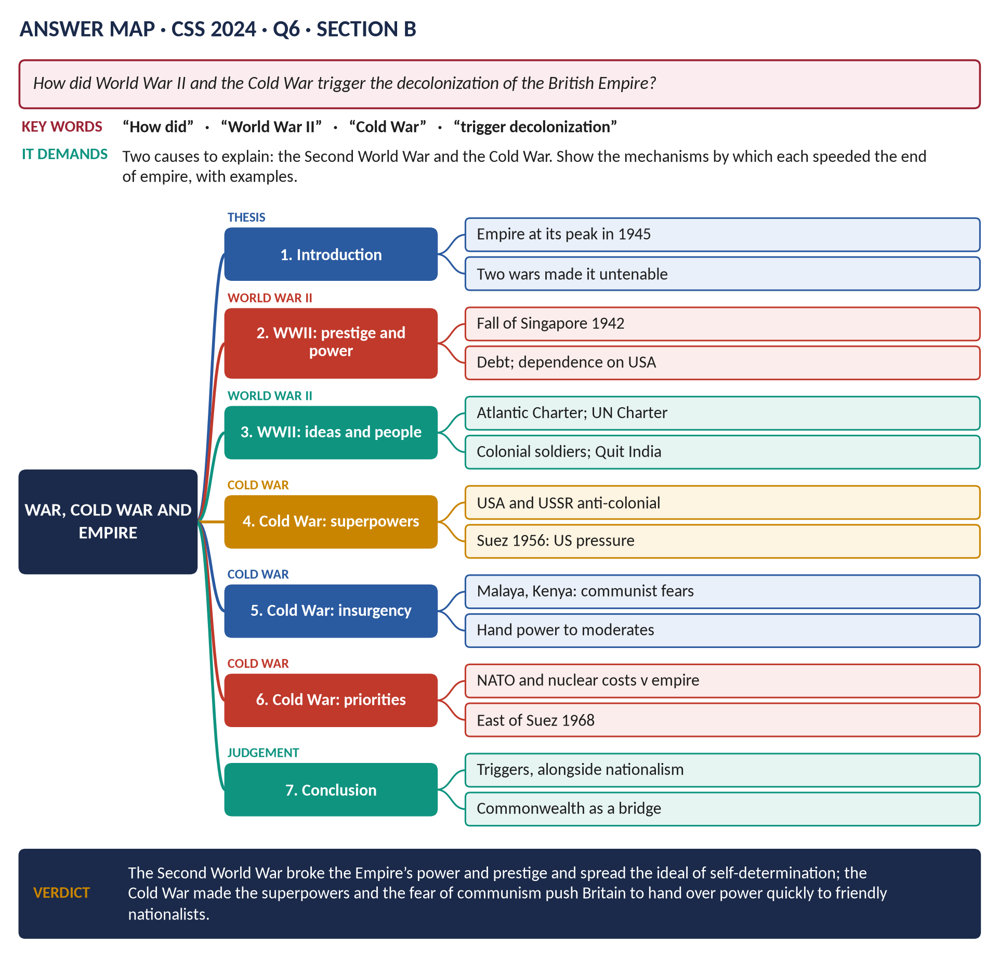 ANSWER MAP · CSS 2024 · Q6 · SECTION B
How did World War II and the Cold War trigger the decolonization of the British Empire?
KEY WORDS “How did” · “World War II” · “Cold War” · “trigger decolonization”
IT DEMANDS Two causes to explain: the Second World War and the Cold War. Show the mechanisms by which each speeded the end
of empire, with examples.
WAR, COLD WAR AND
EMPIRE
THESIS
1. Introduction
Empire at its peak in 1945
Two wars made it untenable
WORLD WAR II
2. WWII: prestige and
power
Fall of Singapore 1942
Debt; dependence on USA
WORLD WAR II
3. WWII: ideas and people
Atlantic Charter; UN Charter
Colonial soldiers; Quit India
COLD WAR
4. Cold War: superpowers
USA and USSR anti-colonial
Suez 1956: US pressure
COLD WAR
5. Cold War: insurgency
Malaya, Kenya: communist fears
Hand power to moderates
COLD WAR
6. Cold War: priorities
NATO and nuclear costs v empire
East of Suez 1968
JUDGEMENT
7. Conclusion
Triggers, alongside nationalism
Commonwealth as a bridge
VERDICT
The Second World War broke the Empire’s power and prestige and spread the ideal of self-determination; the
Cold War made the superpowers and the fear of communism push Britain to hand over power quickly to friendly
nationalists.